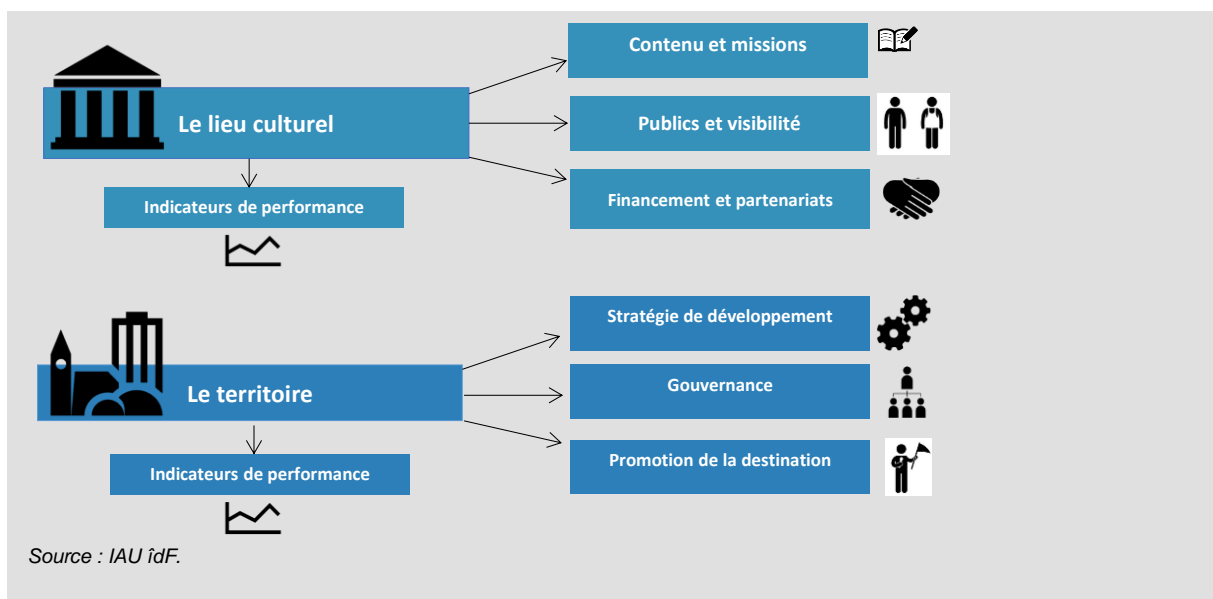 Contenu et missions
Le lieu culturel
Publics et visibilité
Financement et partenariats
Indicateurs de performance
Stratégie de développement
Le territoire
Gouvernance
Promotion de la destination
Indicateurs de performance
Source : IAU îdF.